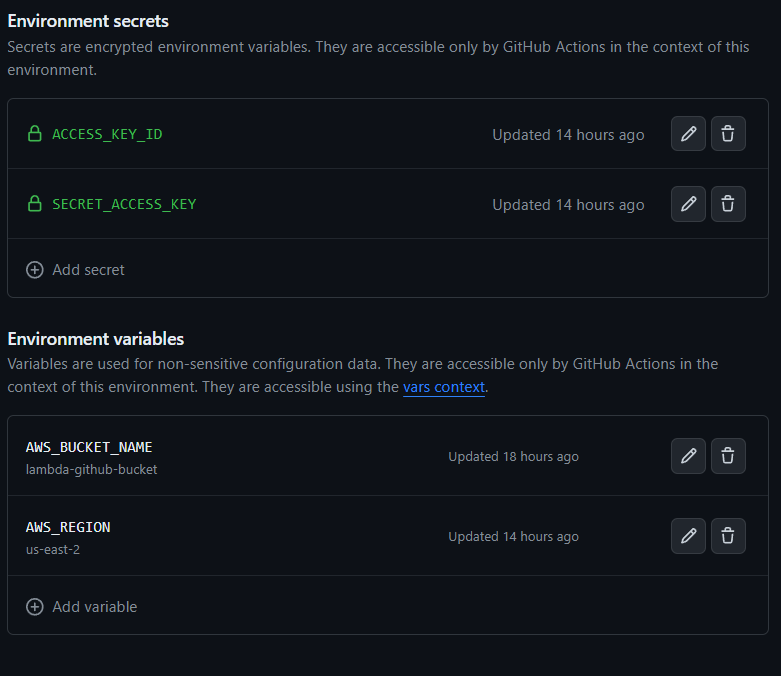 Environment secrets
Secrets are encrypted environment variables. They are accessible only by GitHub Actions in the context of this
environment.
ACCESS_KEY_ID
Updated 14 hours ago
SECRET_ACCESS_KEY
Updated 14 hours ago
Add secret
Environment variables
Variables are used for non-sensitive configuration data. They are accessible only by GitHub Actions in the
context of this environment. They are accessible using the vars context.
AWS_BUCKET_NAME
lambda-github-bucket
Updated 18 hours ago
AWS_REGION
us-east-2
Updated 14 hours ago
Add variable